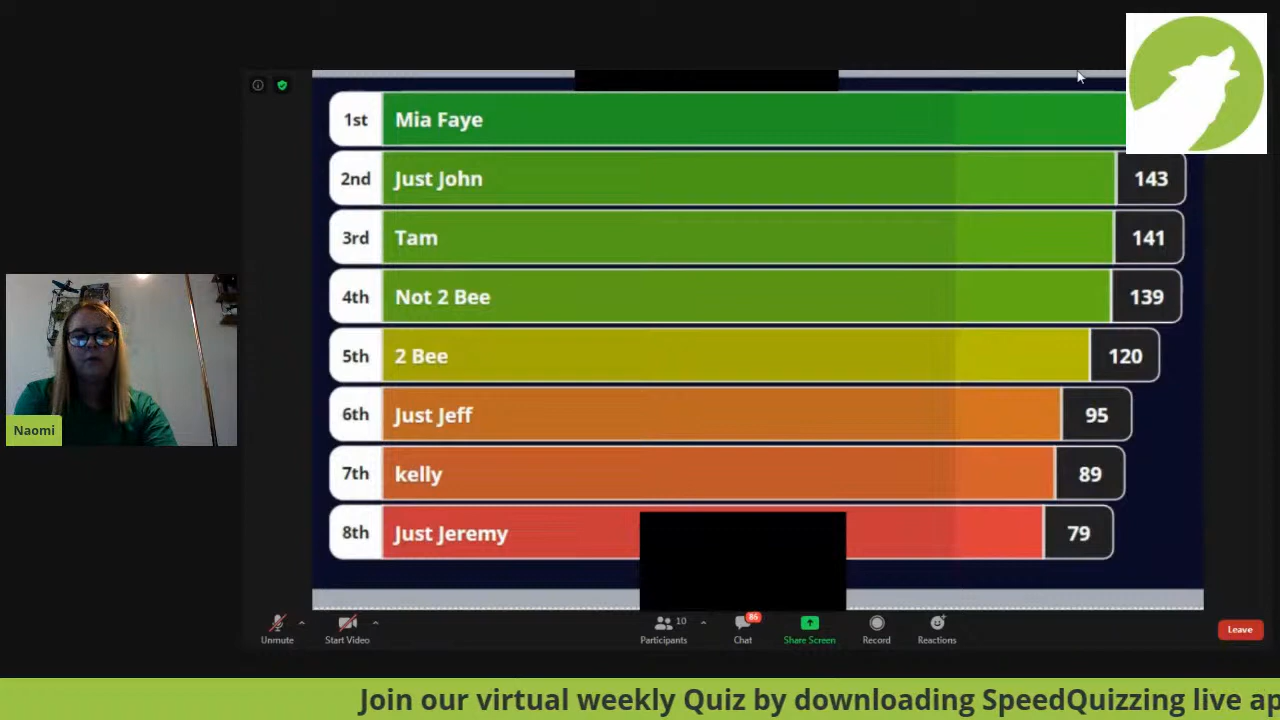 1st Mia Faye
2nd Just John 143
3rd Tam 141
4th Not 2 Bee 139
5th 2 Bee 120
6th Just Jeff 95
7th kelly 89
8th Just Jeremy 79
Naomi
10 86
Unmute Start Video Participants Chat Share Screen Record Reactions Leave
Join our virtual weekly Quiz by downloading SpeedQuizzing live ap